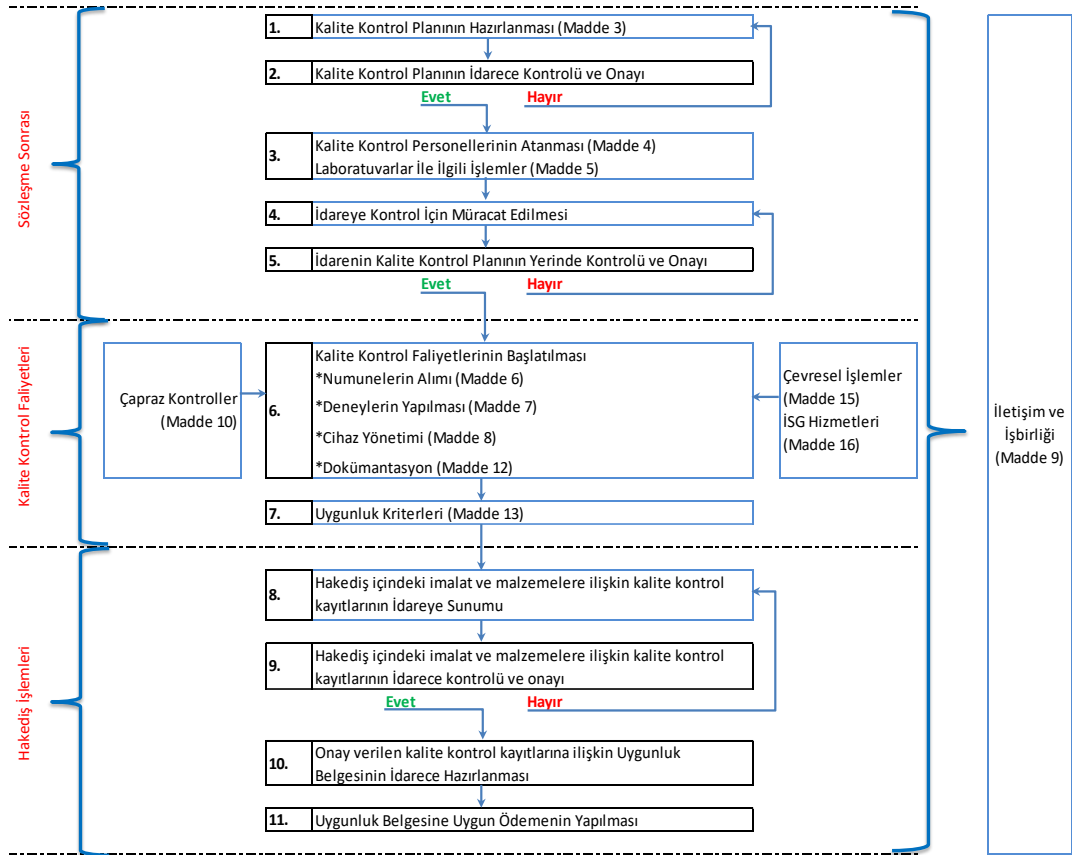 Sözleşme Sonrası
1. Kalite Kontrol Planının Hazırlanması (Madde 3)
2. Kalite Kontrol Planının İdarece Kontrolü ve Onayı
Evet Hayır
3. Kalite Kontrol Personellerinin Atanması (Madde 4)
Laboratuvarlar İle İlgili İşlemler (Madde 5)
4. İdareye Kontrol İçin Müracat Edilmesi
5. İdarenin Kalite Kontrol Planının Yerinde Kontrolü ve Onayı
Evet Hayır
Kalite Kontrol Faliyetleri
Çapraz Kontroller
(Madde 10)
6. Kalite Kontrol Faliyetlerinin Başlatılması
*Numunelerin Alımı (Madde 6)
*Deneylerin Yapılması (Madde 7)
*Cihaz Yönetimi (Madde 8)
*Dokümantasyon (Madde 12)
Çevresel İşlemler
(Madde 15)
İSG Hizmetleri
(Madde 16)
7. Uygunluk Kriterleri (Madde 13)
Hakediş İşlemleri
8. Hakediş içindeki imalat ve malzemelere ilişkin kalite kontrol
kayıtlarının İdareye Sunumu
9. Hakediş içindeki imalat ve malzemelere ilişkin kalite kontrol
kayıtlarının İdarece kontrolü ve onayı
Evet Hayır
10. Onay verilen kalite kontrol kayıtlarına ilişkin Uygunluk
Belgesinin İdarece Hazırlanması
11. Uygunluk Belgesine Uygun Ödemenin Yapılması
İletişim ve
İşbirliği
(Madde 9)